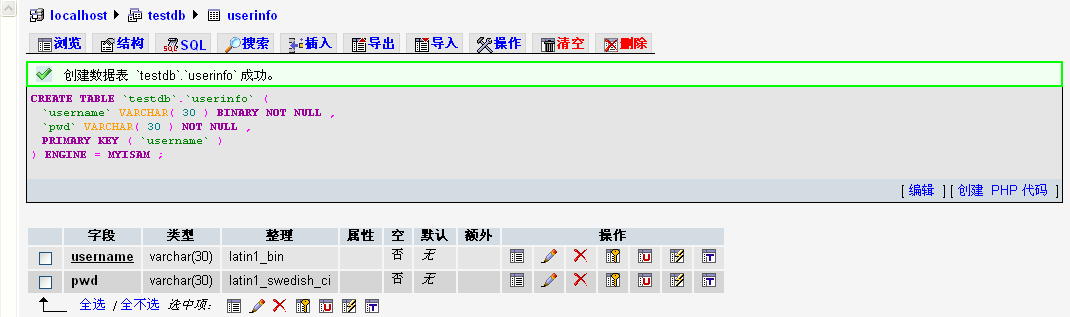 localhost testdb userinfo
浏览 结构 SQL 搜索 插入 导出 导入 操作 清空 删除
创建数据表 `testdb`.`userinfo` 成功。
CREATE TABLE `testdb`.`userinfo` (
`username` VARCHAR( 30 ) BINARY NOT NULL ,
`pwd` VARCHAR( 30 ) NOT NULL ,
PRIMARY KEY ( `username` )
) ENGINE = MYISAM ;
[ 编辑 ] [ 创建 PHP 代码 ]
字段 类型 整理 属性 空 默认 额外 操作
username varchar(30) latin1_bin 否 无
pwd varchar(30) latin1_swedish_ci 否 无
全选 / 全不选 选中项: